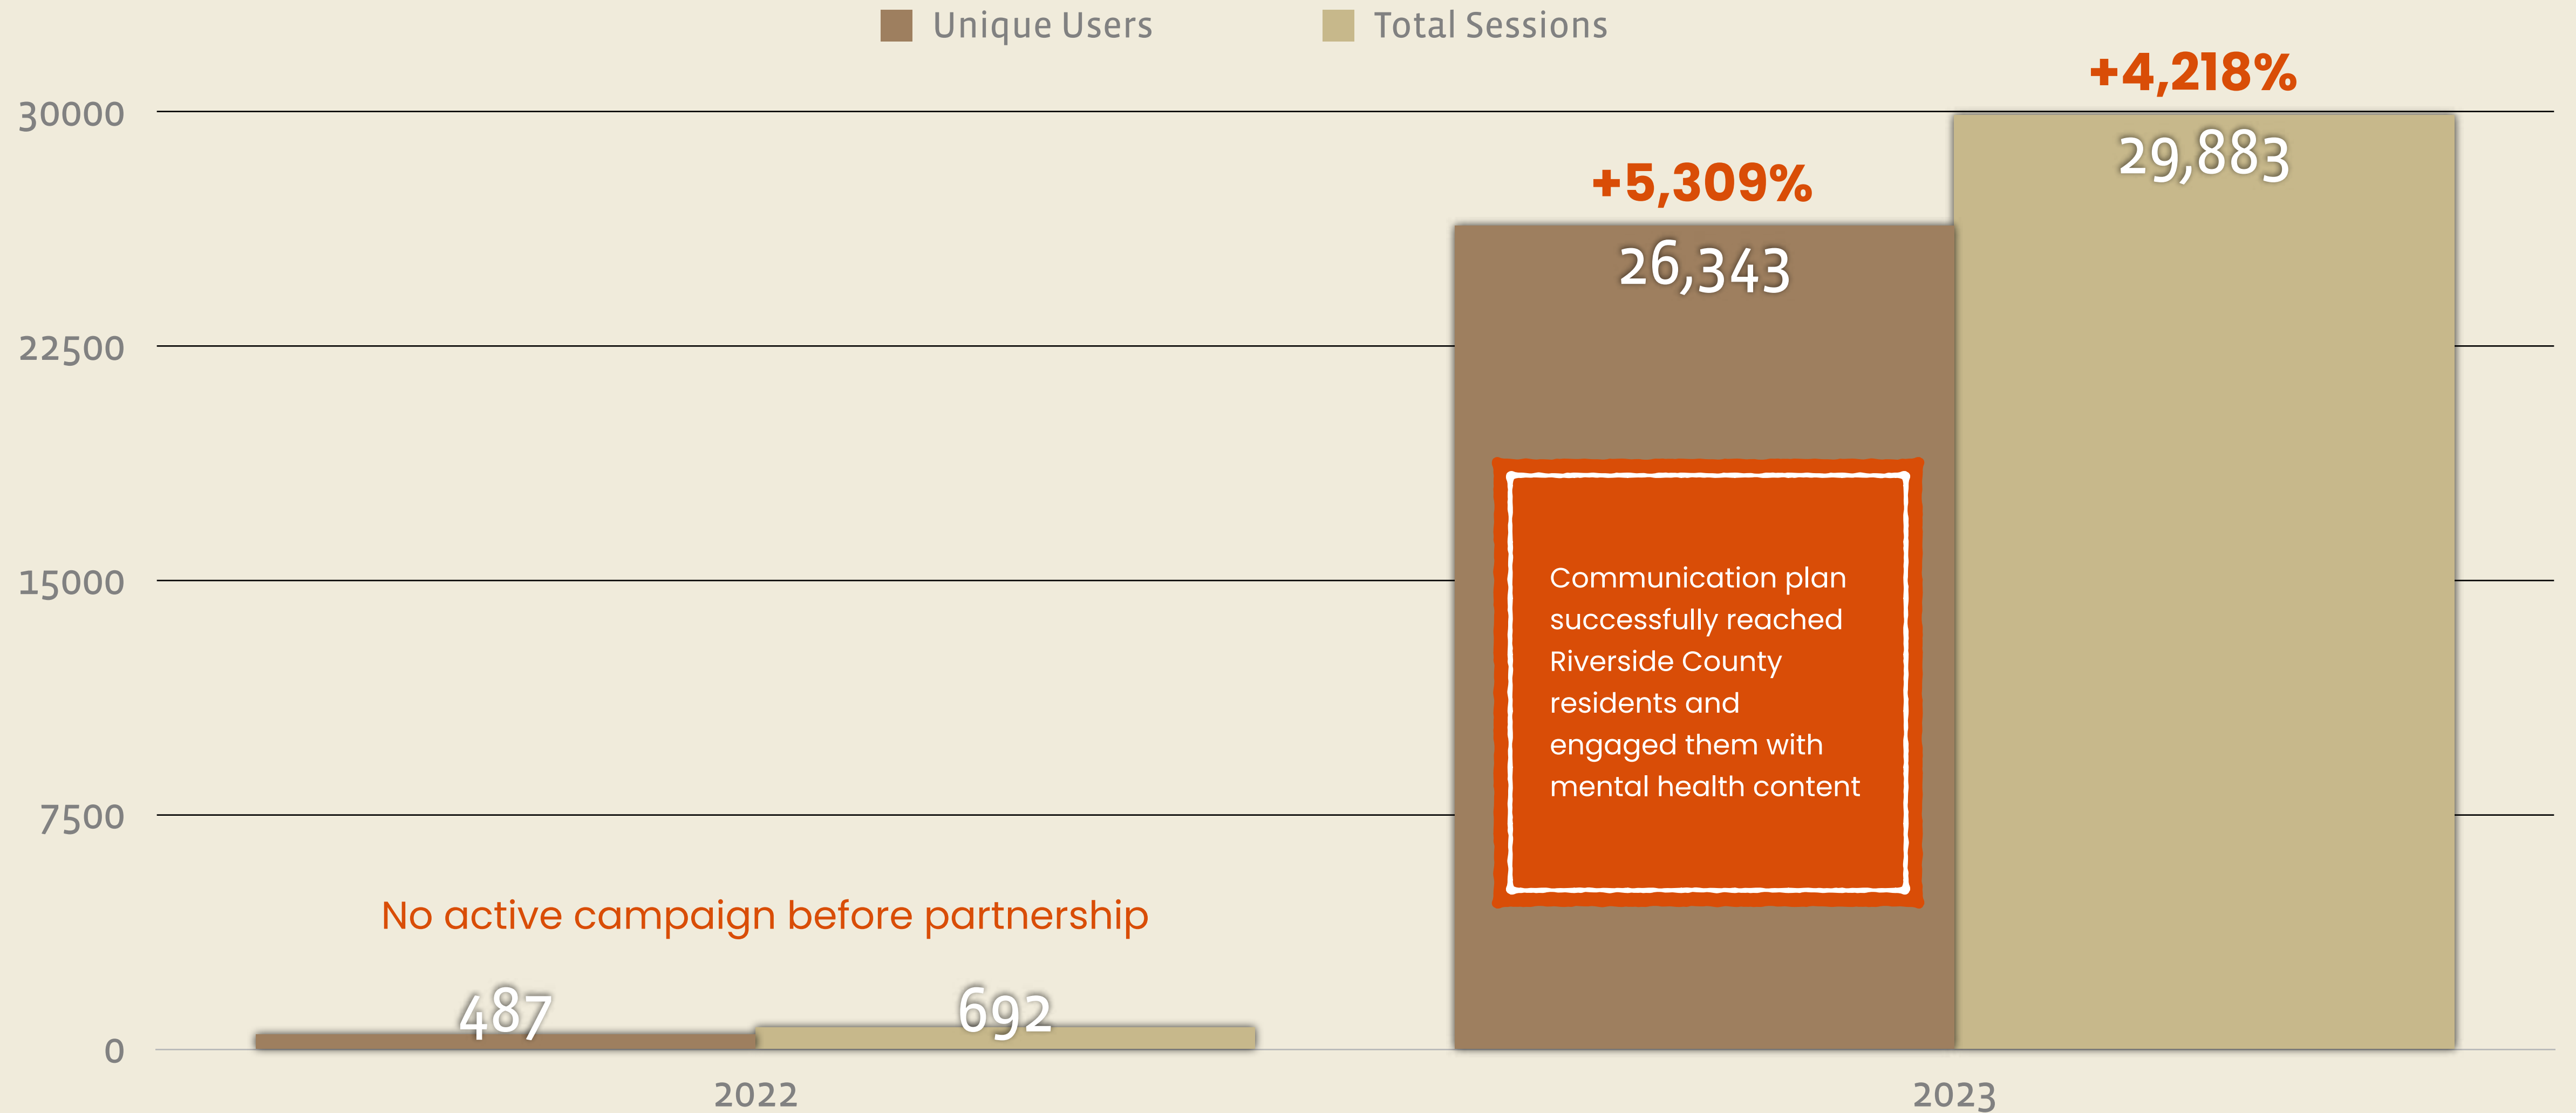 Unique Users
Total Sessions
+4,218%
30000
29,883
+5,309%
26,343
22500
15000
Communication plan
successfully reached
Riverside County
residents and
engaged them with
mental health content
7500
No active campaign before partnership
487
692
0
2022
2023